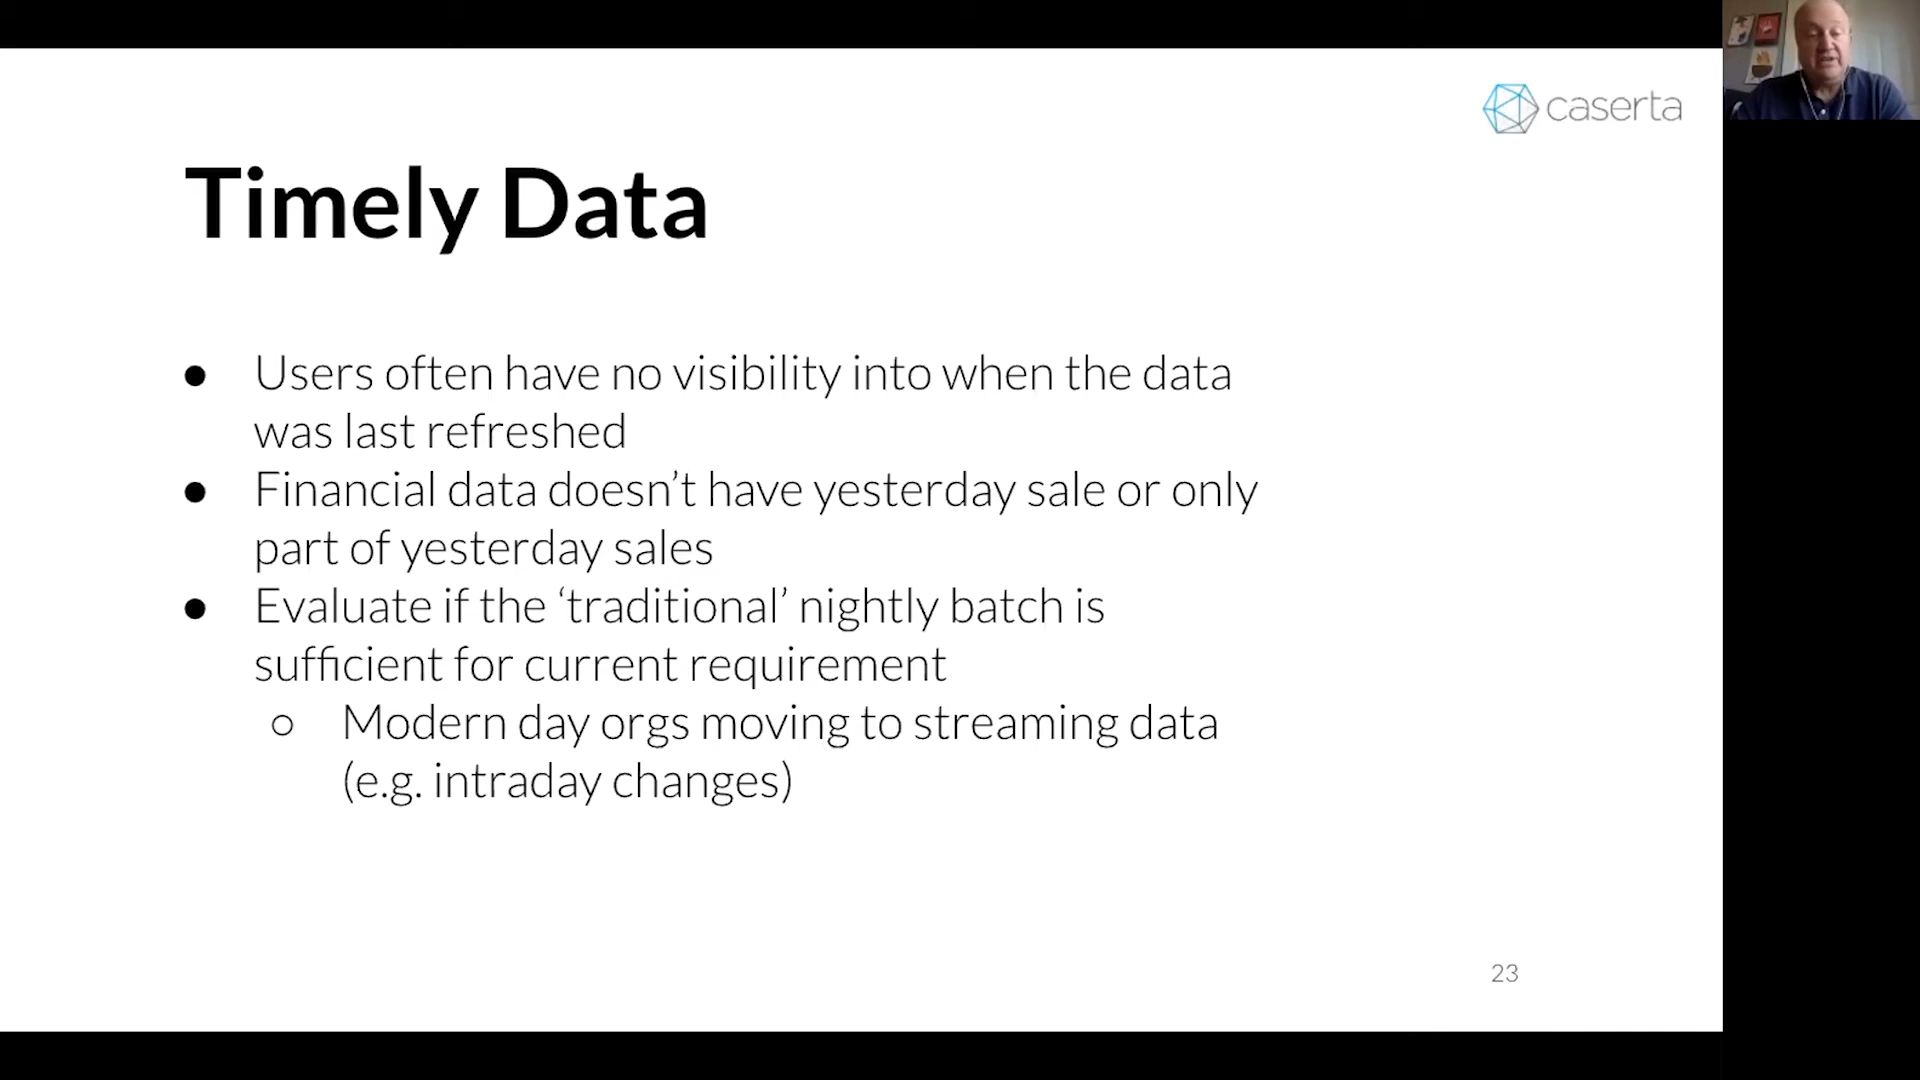 caserta
Timely Data
● Users often have no visibility into when the data
was last refreshed
● Financial data doesn’t have yesterday sale or only
part of yesterday sales
● Evaluate if the ‘traditional’ nightly batch is
sufficient for current requirement
○ Modern day orgs moving to streaming data
(e.g. intraday changes)
23